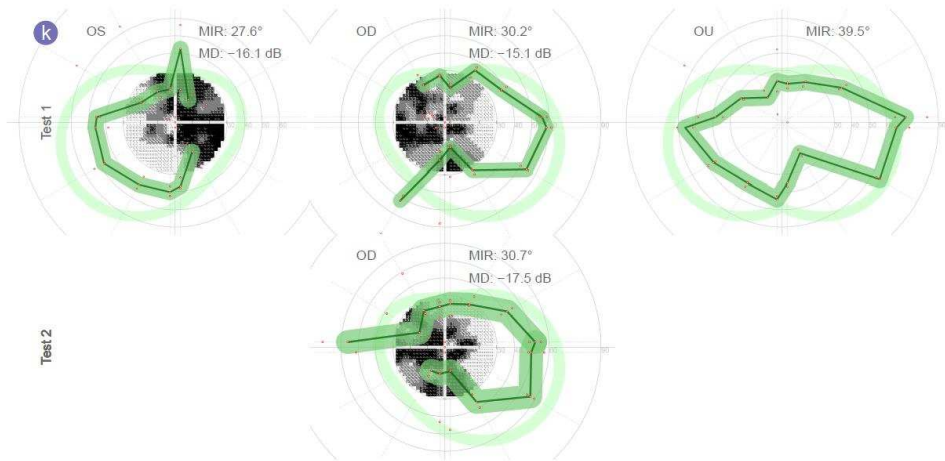 k
OS
MIR: 27.6°
MD: −16.1 dB
OD
MIR: 30.2°
MD: −15.1 dB
OU
MIR: 39.5°
Test 1
OD
MIR: 30.7°
MD: −17.5 dB
Test 2